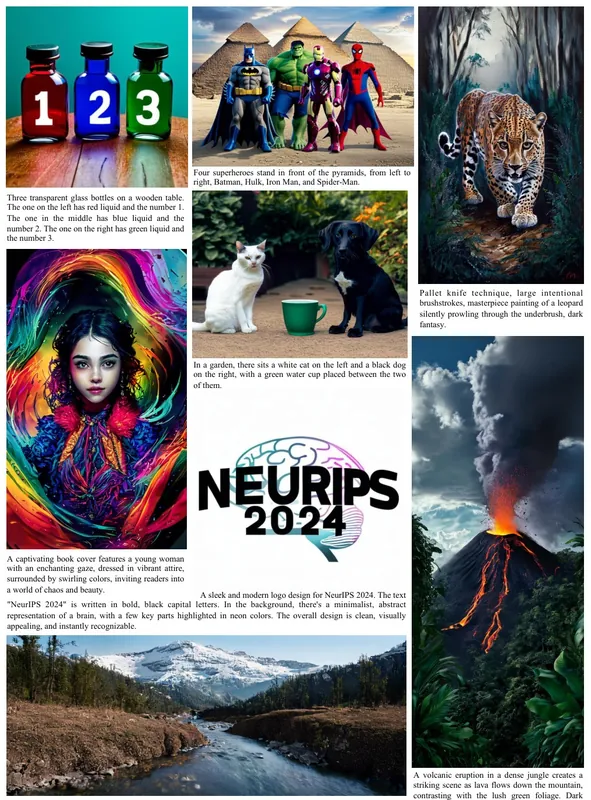 1 2 3
Three transparent glass bottles on a wooden table.
The one on the left has red liquid and the number 1.
The one in the middle has blue liquid and the
number 2. The one on the right has green liquid and
the number 3.
Four superheroes stand in front of the pyramids, from left to
right, Batman, Hulk, Iron Man, and Spider-Man.
Pallet knife technique, large intentional
brushstrokes, masterpiece painting of a leopard
silently prowling through the underbrush, dark
fantasy.
In a garden, there sits a white cat on the left and a black dog
on the right, with a green water cup placed between the two
of them.
A captivating book cover features a young woman
with an enchanting gaze, dressed in vibrant attire,
surrounded by swirling colors, inviting readers into
a world of chaos and beauty.
NEURIPS
2024
A sleek and modern logo design for NeurIPS 2024. The text
"NeurIPS 2024" is written in bold, black capital letters. In the background, there's a minimalist, abstract
representation of a brain, with a few key parts highlighted in neon colors. The overall design is clean, visually
appealing, and instantly recognizable.
A volcanic eruption in a dense jungle creates a
striking scene as lava flows down the mountain,
contrasting with the lush green foliage. Dark